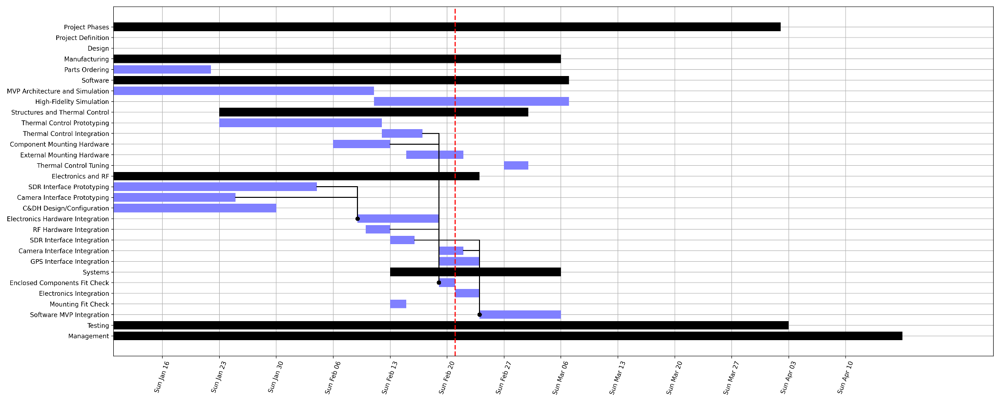 Project Phases
Project Definition
Design
Manufacturing
Parts Ordering
Software
MVP Architecture and Simulation
High-Fidelity Simulation
Structures and Thermal Control
Thermal Control Prototyping
Thermal Control Integration
Component Mounting Hardware
External Mounting Hardware
Thermal Control Tuning
Electronics and RF
SDR Interface Prototyping
Camera Interface Prototyping
C&DH Design/Configuration
Electronics Hardware Integration
RF Hardware Integration
SDR Interface Integration
Camera Interface Integration
GPS Interface Integration
Systems
Enclosed Components Fit Check
Electronics Integration
Mounting Fit Check
Software MVP Integration
Testing
Management
Sun Jan 16
Sun Jan 23
Sun Jan 30
Sun Feb 06
Sun Feb 13
Sun Feb 20
Sun Feb 27
Sun Mar 06
Sun Mar 13
Sun Mar 20
Sun Mar 27
Sun Apr 03
Sun Apr 10